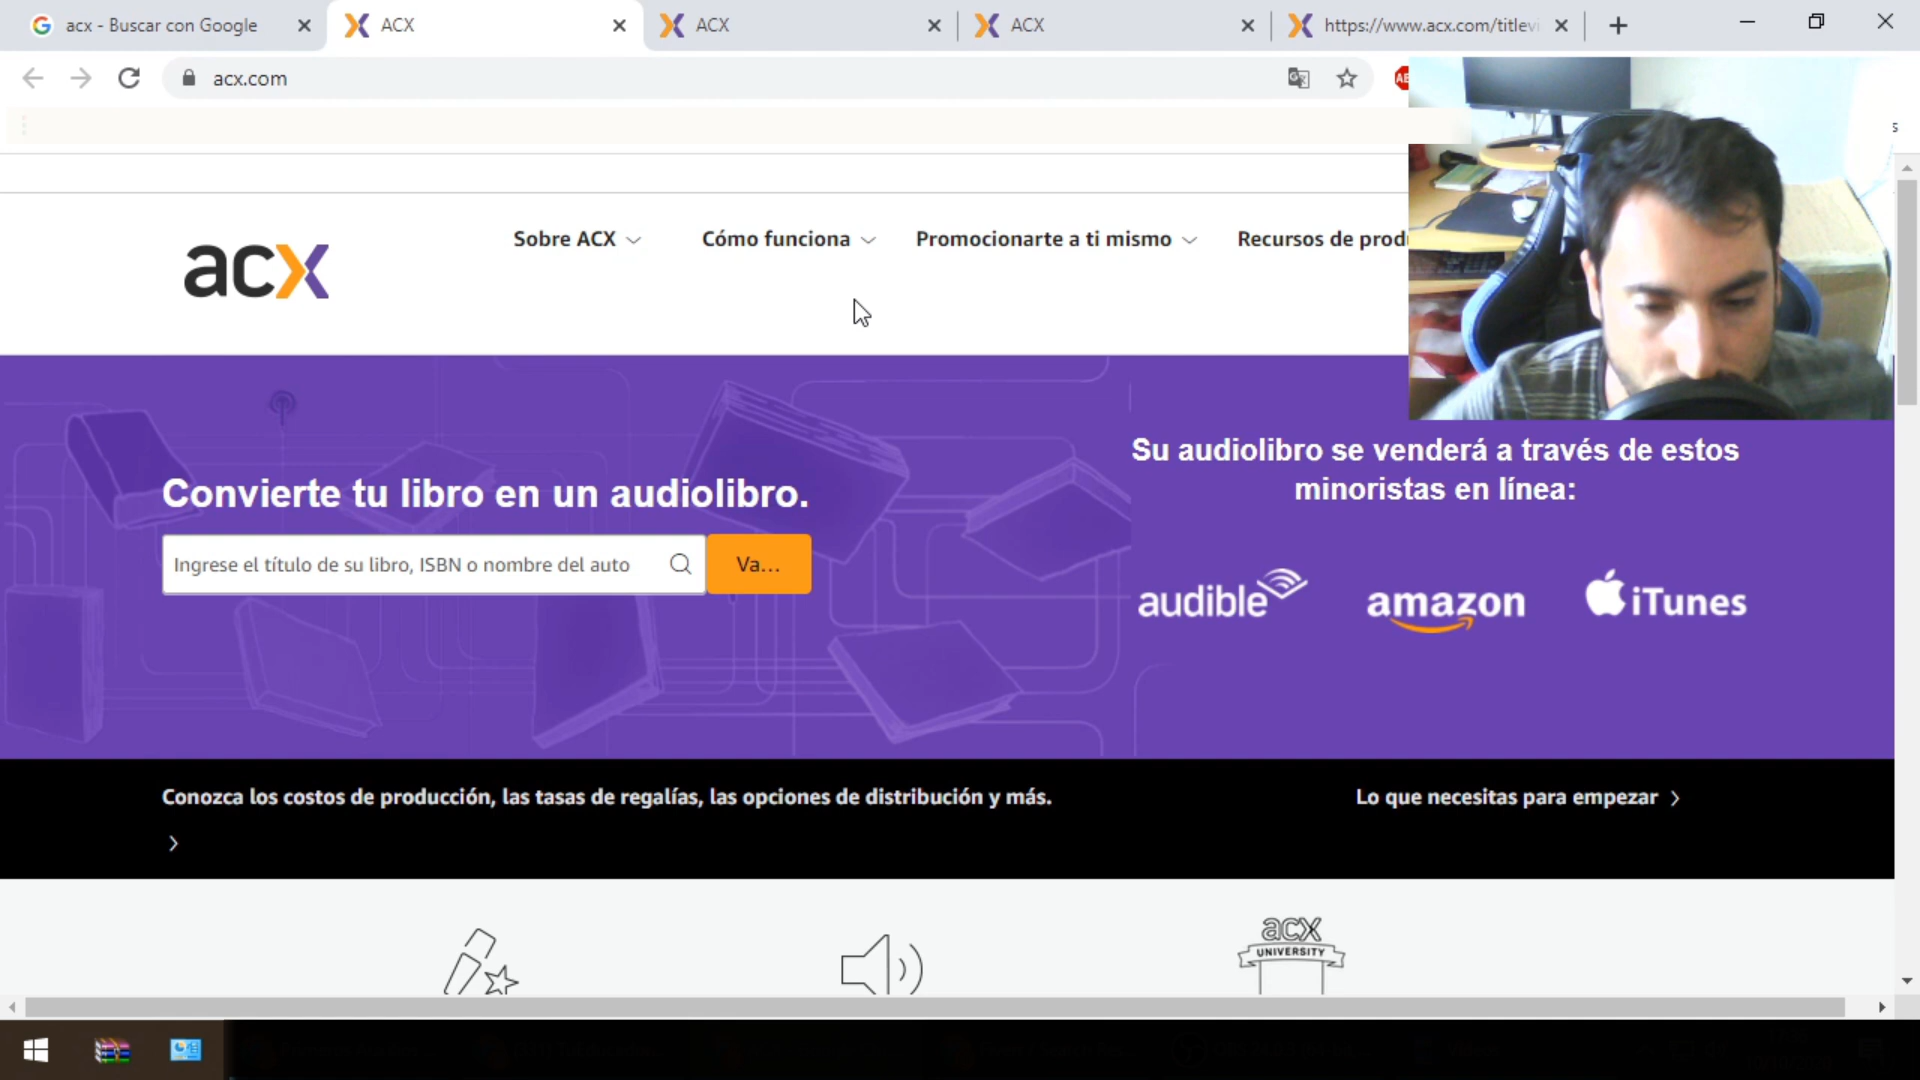 acx - Buscar con Google
ACX
ACX
ACX
https://www.acx.com/titlevi
acx.com
acx
Sobre ACX
Cómo funciona
Promocionarte a ti mismo
Recursos de prod
Convierte tu libro en un audiolibro.
Ingrese el título de su libro, ISBN o nombre del auto
Va...
Su audiolibro se venderá a través de estos
minoristas en línea:
audible
amazon
iTunes
Conozca los costos de producción, las tasas de regalías, las opciones de distribución y más.
Lo que necesitas para empezar
acx
UNIVERSITY